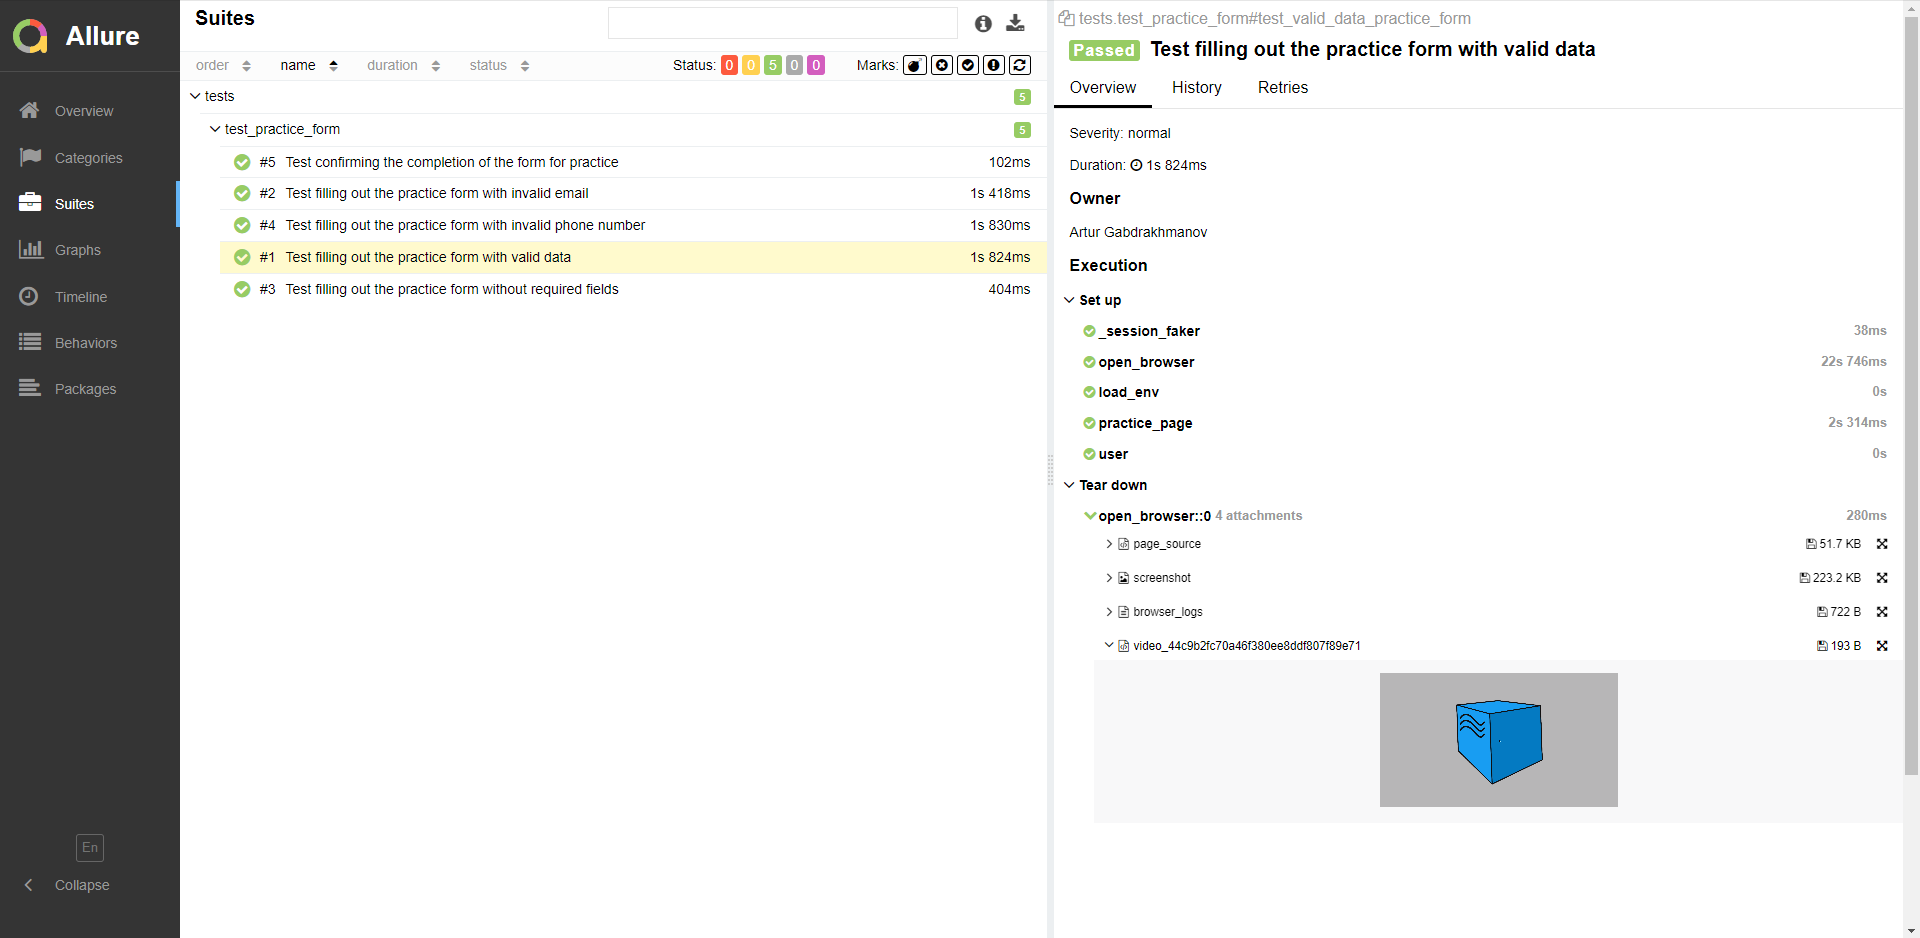 Allure
Overview
Categories
Suites
Graphs
Timeline
Behaviors
Packages
En
Collapse
Suites
order name duration status Status: 0 0 5 0 0 Marks:
tests 5
test_practice_form 5
#5 Test confirming the completion of the form for practice 102ms
#2 Test filling out the practice form with invalid email 1s 418ms
#4 Test filling out the practice form with invalid phone number 1s 830ms
#1 Test filling out the practice form with valid data 1s 824ms
#3 Test filling out the practice form without required fields 404ms
tests.test_practice_form#test_valid_data_practice_form
Passed Test filling out the practice form with valid data
Overview History Retries
Severity: normal
Duration: 1s 824ms
Owner
Artur Gabdrakhmanov
Execution
Set up
_session_faker 38ms
open_browser 22s 746ms
load_env 0s
practice_page 2s 314ms
user 0s
Tear down
open_browser::0 4 attachments 280ms
page_source 51.7 KB
screenshot 223.2 KB
browser_logs 722 B
video_44c9b2fc70a46f380ee8ddf807f89e71 193 B